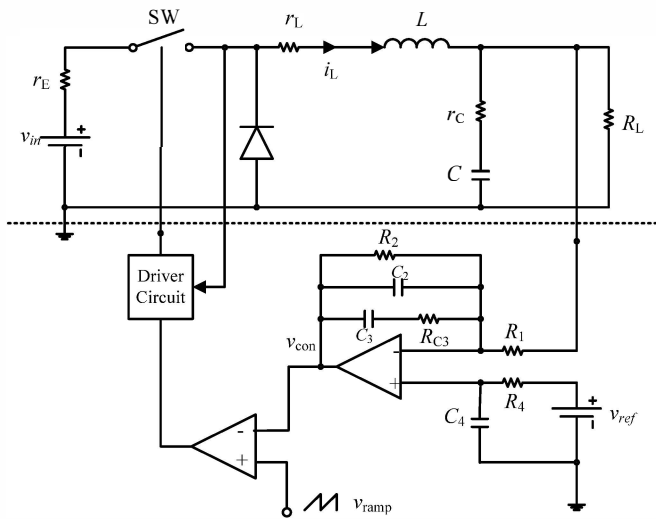 SW
r_L
L
i_L
r_E
v_in
+
-
r_C
C
R_L
R_2
C_2
C_3
R_C3
Driver
Circuit
v_con
R_1
-
+
R_4
+
-
v_ref
C_4
-
+
v_ramp